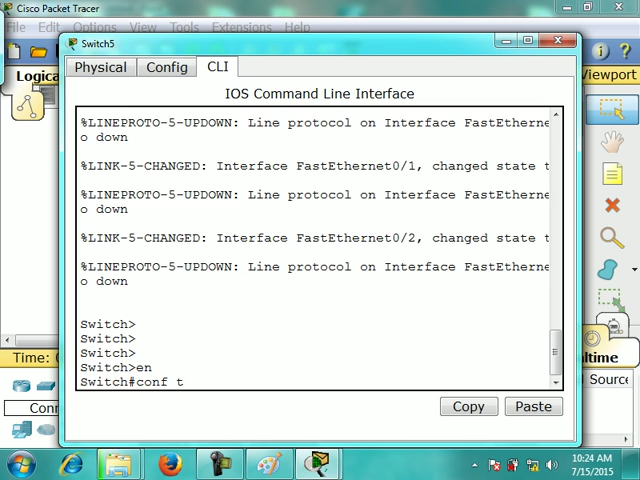 Cisco Packet Tracer
File Edit Options View Tools Extensions Help
Logica
Viewport
Switch5
Physical Config CLI
IOS Command Line Interface
%LINEPROTO-5-UPDOWN: Line protocol on Interface FastEtherne
o down
%LINK-5-CHANGED: Interface FastEthernet0/1, changed state t
%LINEPROTO-5-UPDOWN: Line protocol on Interface FastEtherne
o down
%LINK-5-CHANGED: Interface FastEthernet0/2, changed state t
%LINEPROTO-5-UPDOWN: Line protocol on Interface FastEtherne
o down
Switch>
Switch>
Switch>
Switch>en
Switch#conf t
Copy Paste
Time: 0
ealtime
Sourc
Conn
10:24 AM
7/15/2015